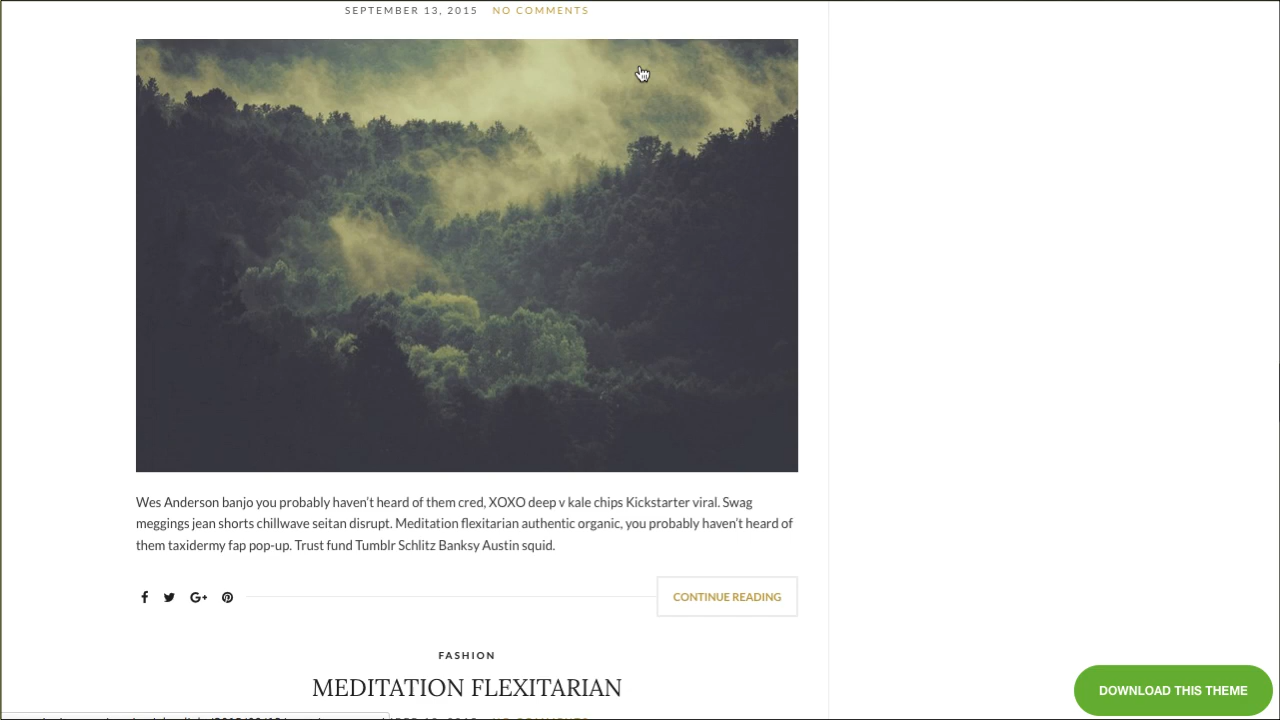 SEPTEMBER 13, 2015 NO COMMENTS
Wes Anderson banjo you probably haven't heard of them cred, XOXO deep v kale chips Kickstarter viral. Swag
meggings jean shorts chillwave seitan disrupt. Meditation flexitarian authentic organic, you probably haven't heard of
them taxidermy fap pop-up. Trust fund Tumblr Schlitz Banksy Austin squid.
CONTINUE READING
FASHION
MEDITATION FLEXITARIAN
DOWNLOAD THIS THEME